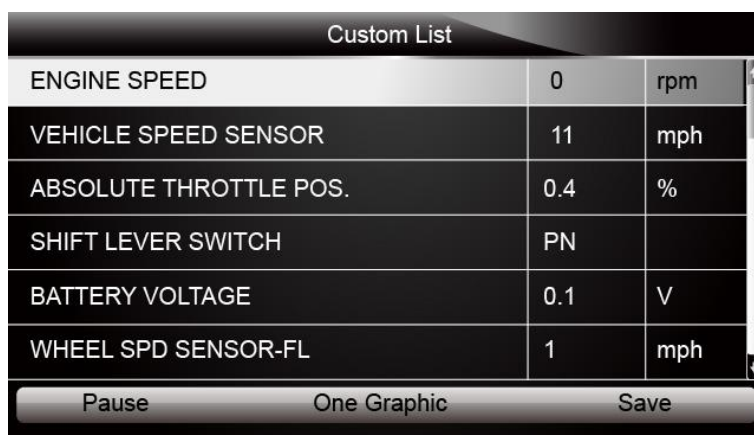 Custom List
ENGINE SPEED 0 rpm
VEHICLE SPEED SENSOR 11 mph
ABSOLUTE THROTTLE POS. 0.4 %
SHIFT LEVER SWITCH PN
BATTERY VOLTAGE 0.1 V
WHEEL SPD SENSOR-FL 1 mph
Pause One Graphic Save